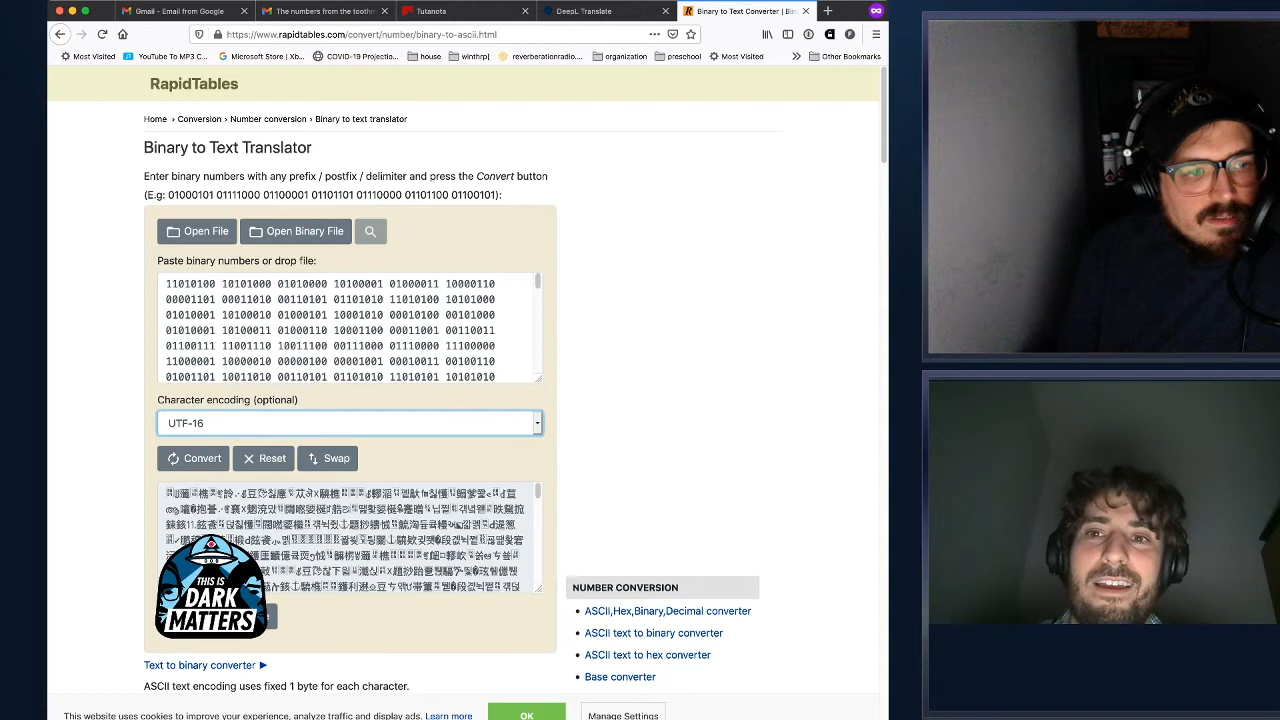 Gmail - Email from Google
The numbers from the toothm
Tutanota
DeepL Translate
Binary to Text Converter | Bin
https://www.rapidtables.com/convert/number/binary-to-ascii.html
Most Visited
YouTube To MP3 C...
Microsoft Store | Xb...
COVID-19 Projectio...
house
winthrp[
reverberationradio....
organization
preschool
Most Visited
Other Bookmarks
RapidTables
Home › Conversion › Number conversion › Binary to text translator
Binary to Text Translator
Enter binary numbers with any prefix / postfix / delimiter and press the Convert button
(E.g: 01000101 01111000 01100001 01101101 01110000 01101100 01100101):
Open File
Open Binary File
Paste binary numbers or drop file:
11010100 10101000 01010000 10100001 01000011 10000110
00001101 00011010 00110101 01101010 11010100 10101000
01010001 10100010 01000101 10001010 00010100 00101000
01010001 10100011 01000110 10001100 00011001 00110011
01100111 11001110 10011100 00111000 01110000 11100000
11000001 10000010 00000100 00001001 00010011 00100110
01001101 10011010 00110101 01101010 11010101 10101010
Character encoding (optional)
UTF-16
Convert
Reset
Swap
THIS IS
DARK
MATTERS
NUMBER CONVERSION
ASCII,Hex,Binary,Decimal converter
ASCII text to binary converter
ASCII text to hex converter
Base converter
Text to binary converter ►
ASCII text encoding uses fixed 1 byte for each character.
This website uses cookies to improve your experience, analyze traffic and display ads. Learn more
OK
Manage Settings